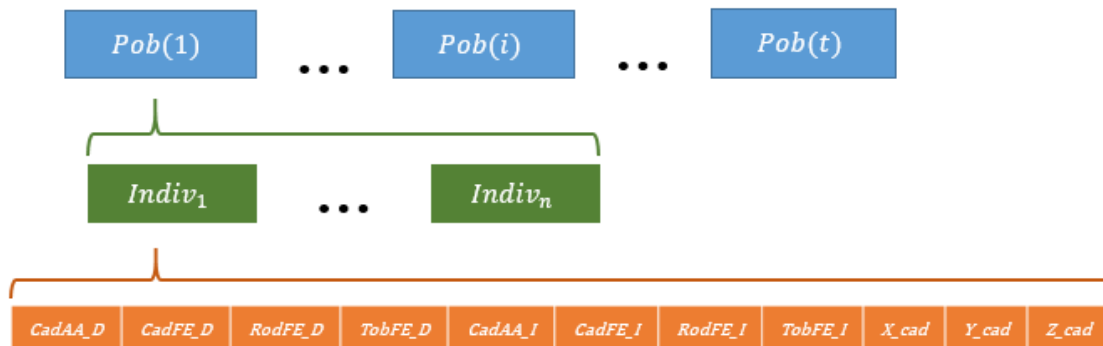 Pob(1) ... Pob(i) ... Pob(t)
Indiv₁ ... Indivₙ
CadAA_D CadFE_D RodFE_D TobFE_D CadAA_I CadFE_I RodFE_I TobFE_I X_cad Y_cad Z_cad